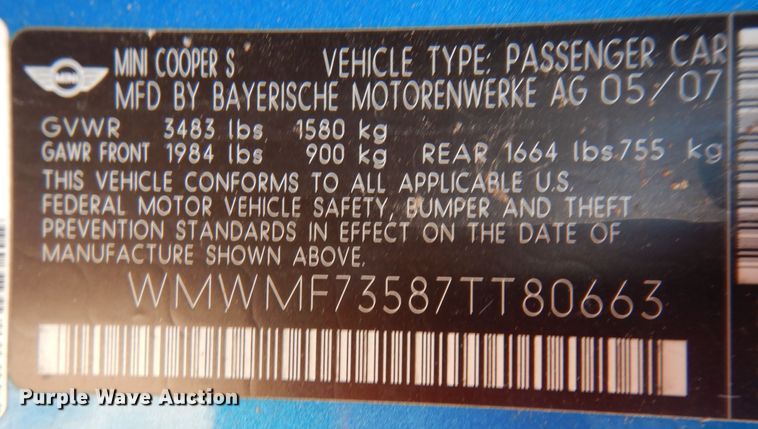 MINI COOPER S VEHICLE TYPE: PASSENGER CAR
MINI
MFD BY BAYERISCHE MOTORENWERKE AG 05/07
GVWR 3483 lbs 1580 kg
GAWR FRONT 1984 lbs 900 kg REAR 1664 lbs 755 kg
THIS VEHICLE CONFORMS TO ALL APPLICABLE U.S.
FEDERAL MOTOR VEHICLE SAFETY, BUMPER AND THEFT
PREVENTION STANDARDS IN EFFECT ON THE DATE OF
MANUFACTURE SHOWN ABOVE.
WMWMF73587TT80663
Purple Wave Auction